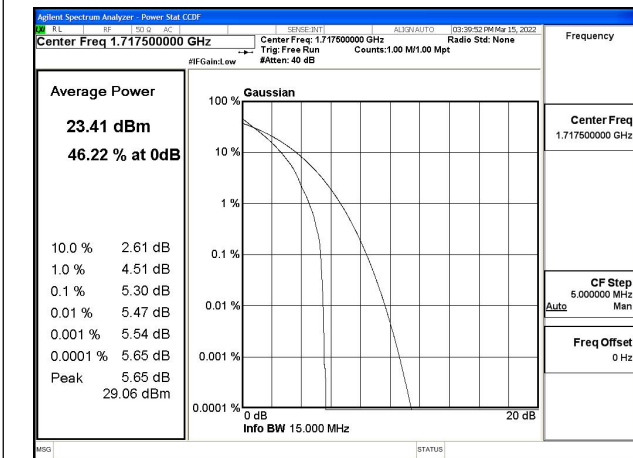 Agilent Spectrum Analyzer - Power Stat CCDF
RL RF 50 Ω AC SENSE:INT ALIGNAUTO 03:39:52 PM Mar 15, 2022
Center Freq 1.717500000 GHz
Center Freq: 1.717500000 GHz Radio Std: None
Trig: Free Run Counts:1.00 M/1.00 Mpt
#IFGain:Low #Atten: 40 dB
Frequency
Average Power
23.41 dBm
46.22 % at 0dB
10.0 % 2.61 dB
1.0 % 4.51 dB
0.1 % 5.30 dB
0.01 % 5.47 dB
0.001 % 5.54 dB
0.0001 % 5.65 dB
Peak 5.65 dB
29.06 dBm
Gaussian
100 %
10 %
1 %
0.1 %
0.01 %
0.001 %
0.0001 %
0 dB 20 dB
Info BW 15.000 MHz
Center Freq
1.717500000 GHz
CF Step
5.000000 MHz
Auto Man
Freq Offset
0 Hz
MSG STATUS